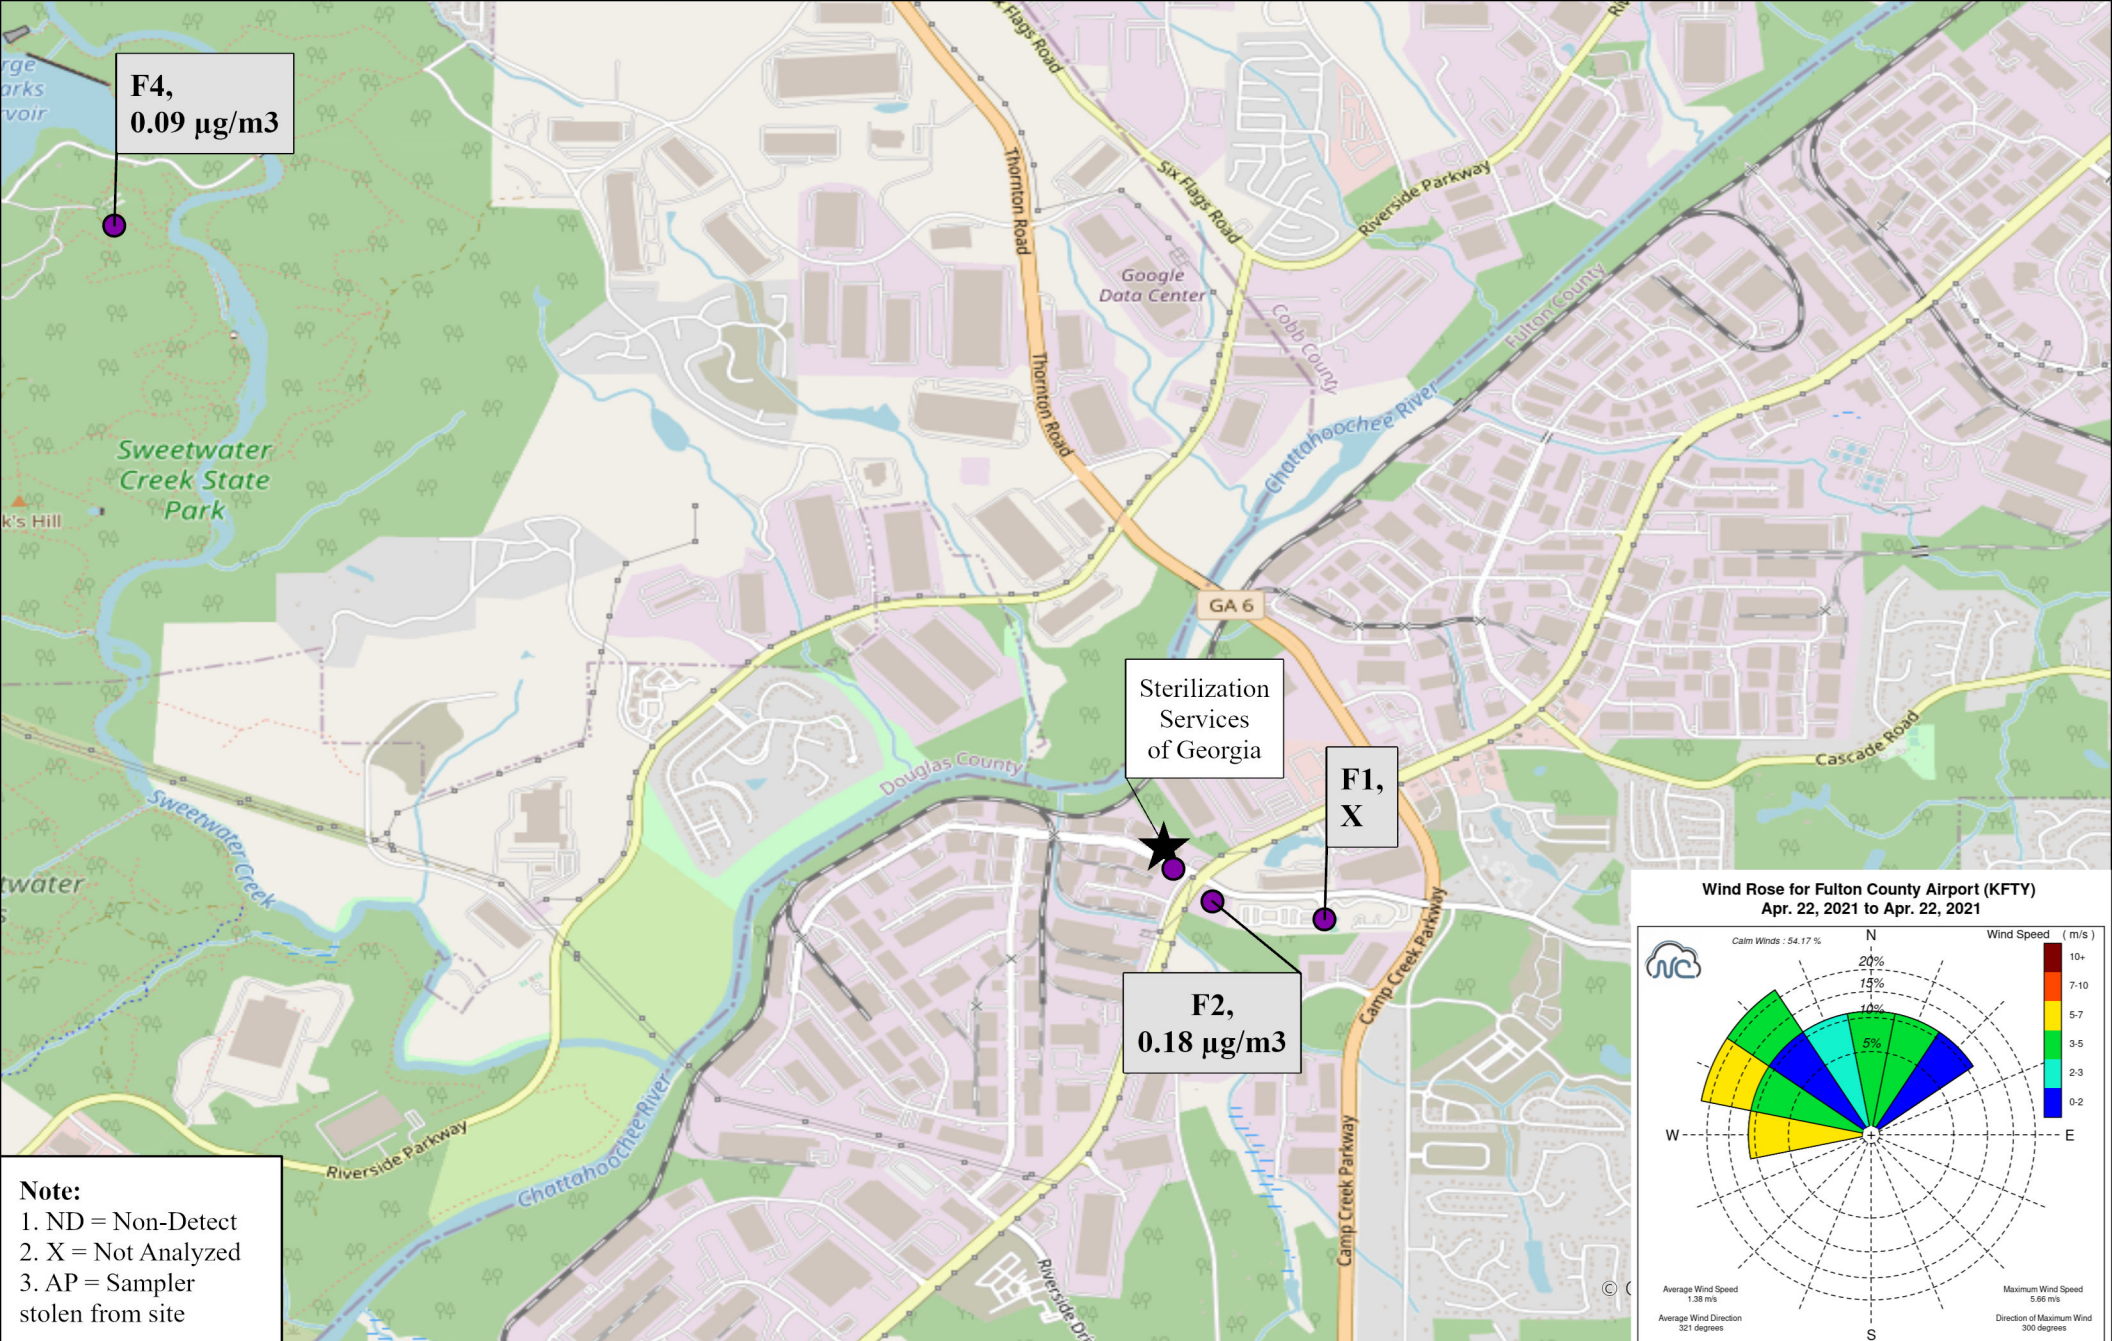 F4,
0.09 µg/m3
Six Flags Road
Thornton Road
Six Flags Road
Riverside Parkway
Google
Data Center
Cobb County
Fulton County
Thornton Road
Chattahoochee River
Sweetwater
Creek State
Park
k's Hill
GA 6
Sterilization
Services
of Georgia
F1,
X
Cascade Road
Douglas County
Sweetwater Creek
twater
F2,
0.18 µg/m3
Camp Creek Parkway
Chattahoochee River
Riverside Parkway
Camp Creek Parkway
Note:
1. ND = Non-Detect
2. X = Not Analyzed
3. AP = Sampler
stolen from site
Wind Rose for Fulton County Airport (KFTY)
Apr. 22, 2021 to Apr. 22, 2021
Calm Winds : 54.17 %
N
Wind Speed ( m/s )
10+
7-10
5-7
3-5
2-3
0-2
20%
15%
10%
5%
NC
W
E
S
Average Wind Speed
1.38 m/s
Average Wind Direction
321 degrees
Maximum Wind Speed
5.66 m/s
Direction of Maximum Wind
300 degrees